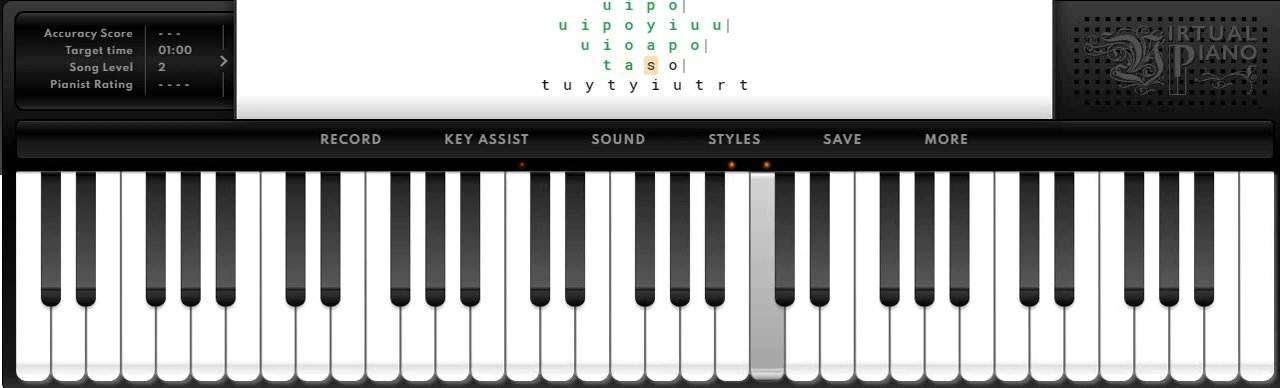 Accuracy Score - - -
Target time 01:00
Song Level 2
Pianist Rating - - - -
u i p o|
u i p o y i u u|
u i o a p o|
t a s o|
t u y t y i u t r t
VIRTUAL
PIANO
RECORD KEY ASSIST SOUND STYLES SAVE MORE